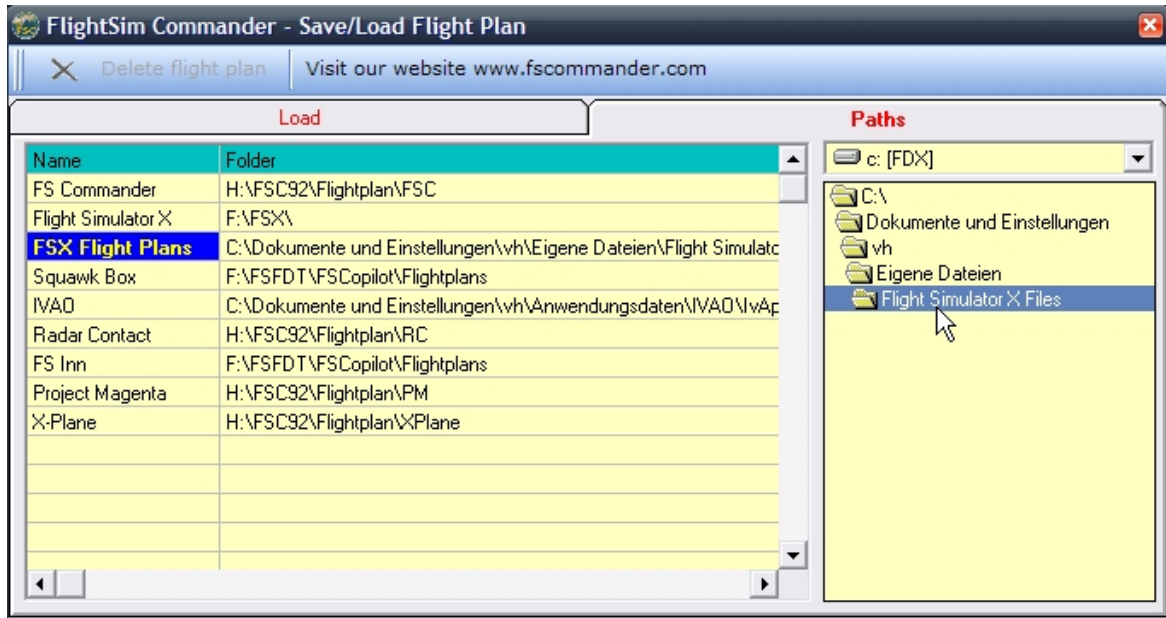 FlightSim Commander - Save/Load Flight Plan
Delete flight plan Visit our website www.fscommander.com
Load Paths
Name Folder
FS Commander H:\FSC92\Flightplan\FSC
Flight Simulator X F:\FSX\
FSX Flight Plans C:\Dokumente und Einstellungen\vh\Eigene Dateien\Flight Simulatc
Squawk Box F:\FSFDT\FSCopilot\Flightplans
IVAO C:\Dokumente und Einstellungen\vh\Anwendungsdaten\IVAO\IvAp
Radar Contact H:\FSC92\Flightplan\RC
FS Inn F:\FSFDT\FSCopilot\Flightplans
Project Magenta H:\FSC92\Flightplan\PM
X-Plane H:\FSC92\Flightplan\XPlane
c: [FDX]
C:\
Dokumente und Einstellungen
vh
Eigene Dateien
Flight Simulator X Files